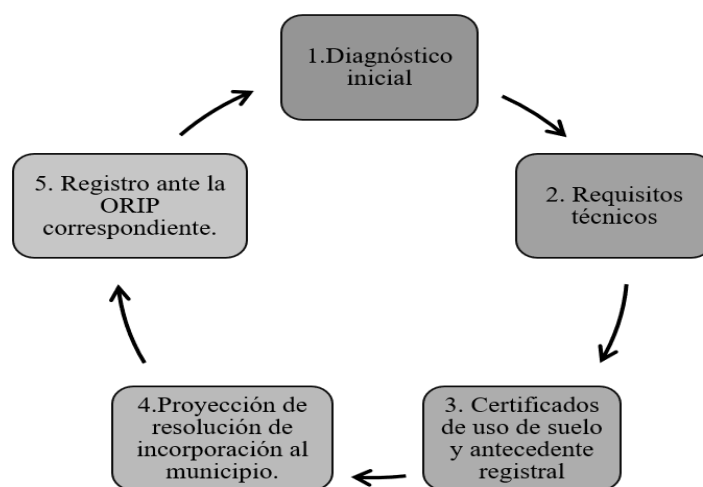 1.Diagnóstico
inicial
2. Requisitos
técnicos
3. Certificados
de uso de suelo
y antecedente
registral
4.Proyección de
resolución de
incorporación al
municipio.
5. Registro ante la
ORIP
correspondiente.